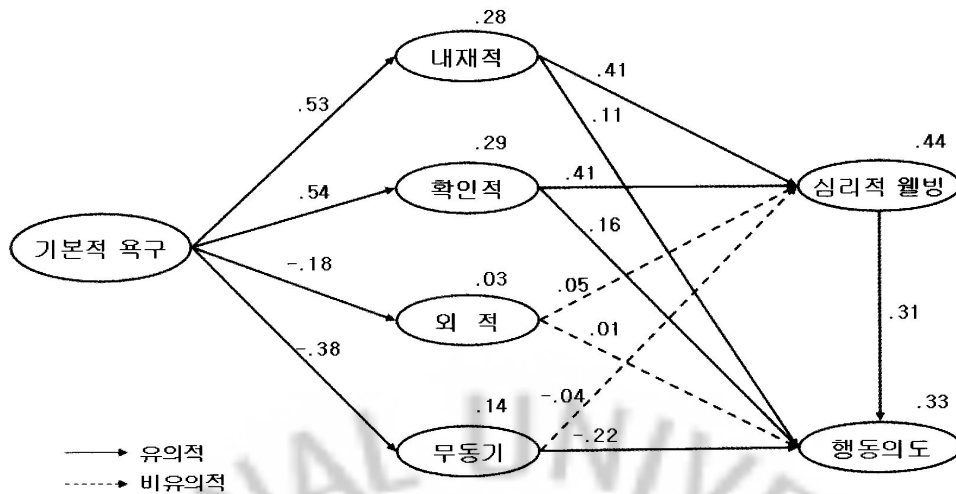 .28
내재적
.53
.41
.11
.29
.44
확인적
.54
.41
심리적 웰빙
.16
기본적 욕구
-.18
.03
.05
외 적
.31
.01
-.38
-.04
.14
.33
무동기
-.22
행동의도
유의적
비유의적
NAL UNIVE